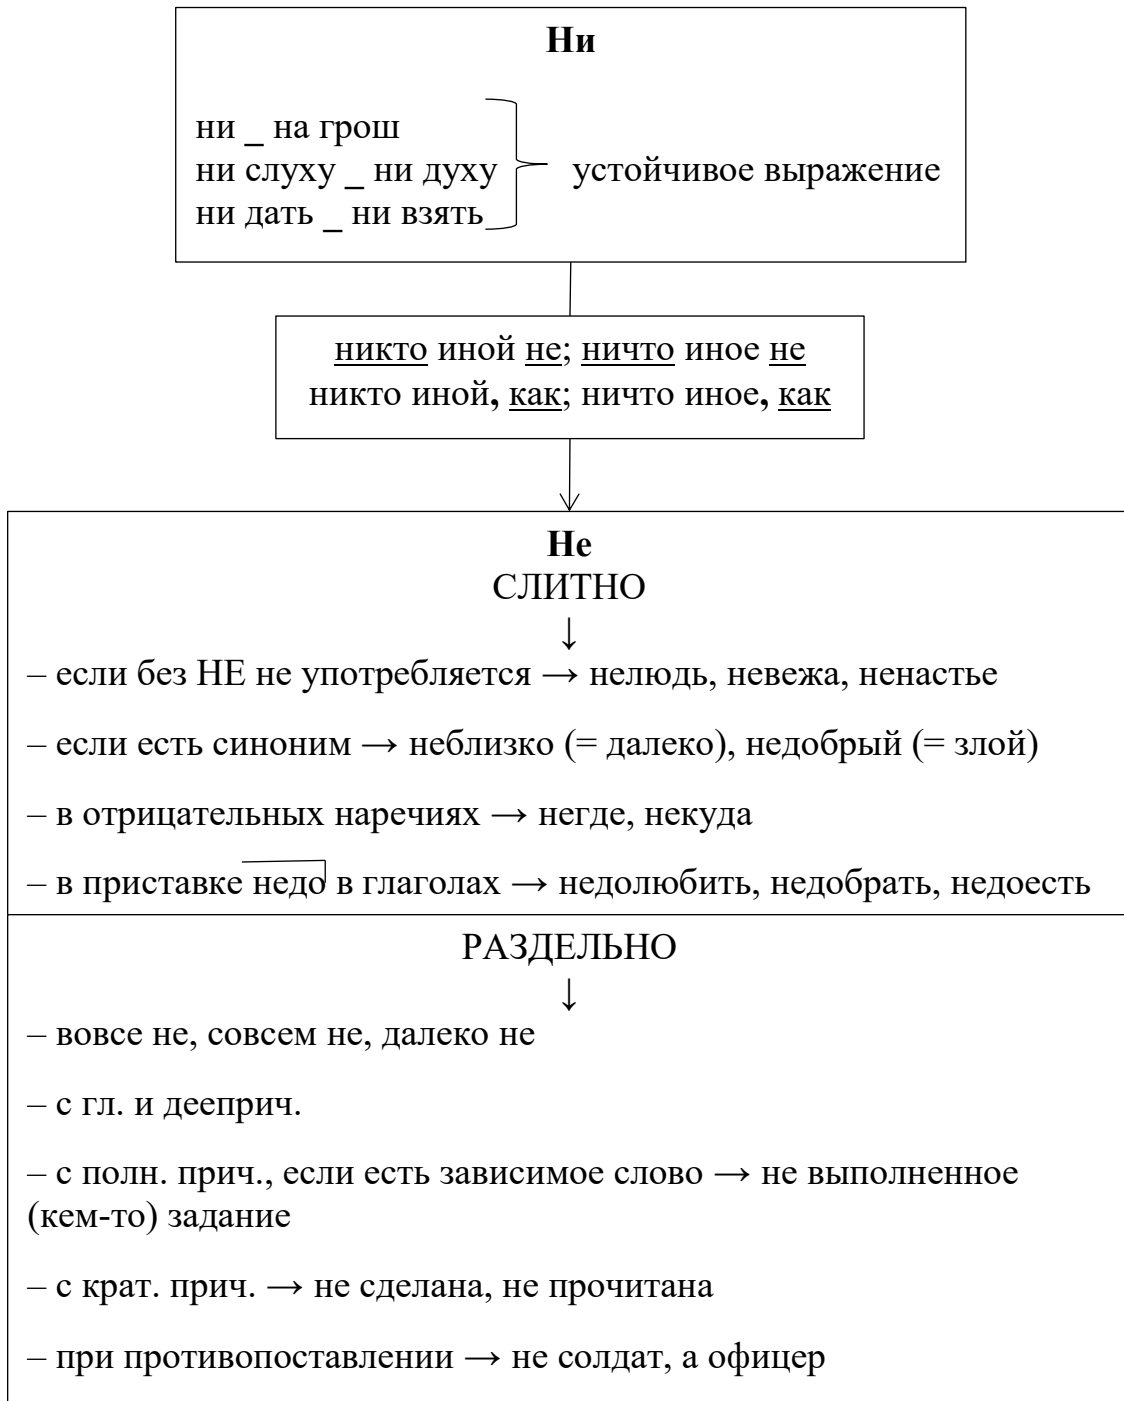 Ни
ни _ на грош
ни слуху _ ни духу
ни дать _ ни взять
устойчивое выражение
никто иной не; ничто иное не
никто иной, как; ничто иное, как
Не
СЛИТНО
↓
– если без НЕ не употребляется → нелюдь, невежа, ненастье
– если есть синоним → неблизко (= далеко), недобрый (= злой)
– в отрицательных наречиях → негде, некуда
– в приставке недо в глаголах → недолюбить, недобрать, недоесть
РАЗДЕЛЬНО
↓
– вовсе не, совсем не, далеко не
– с гл. и дееприч.
– с полн. прич., если есть зависимое слово → не выполненное
(кем-то) задание
– с крат. прич. → не сделана, не прочитана
– при противопоставлении → не солдат, а офицер